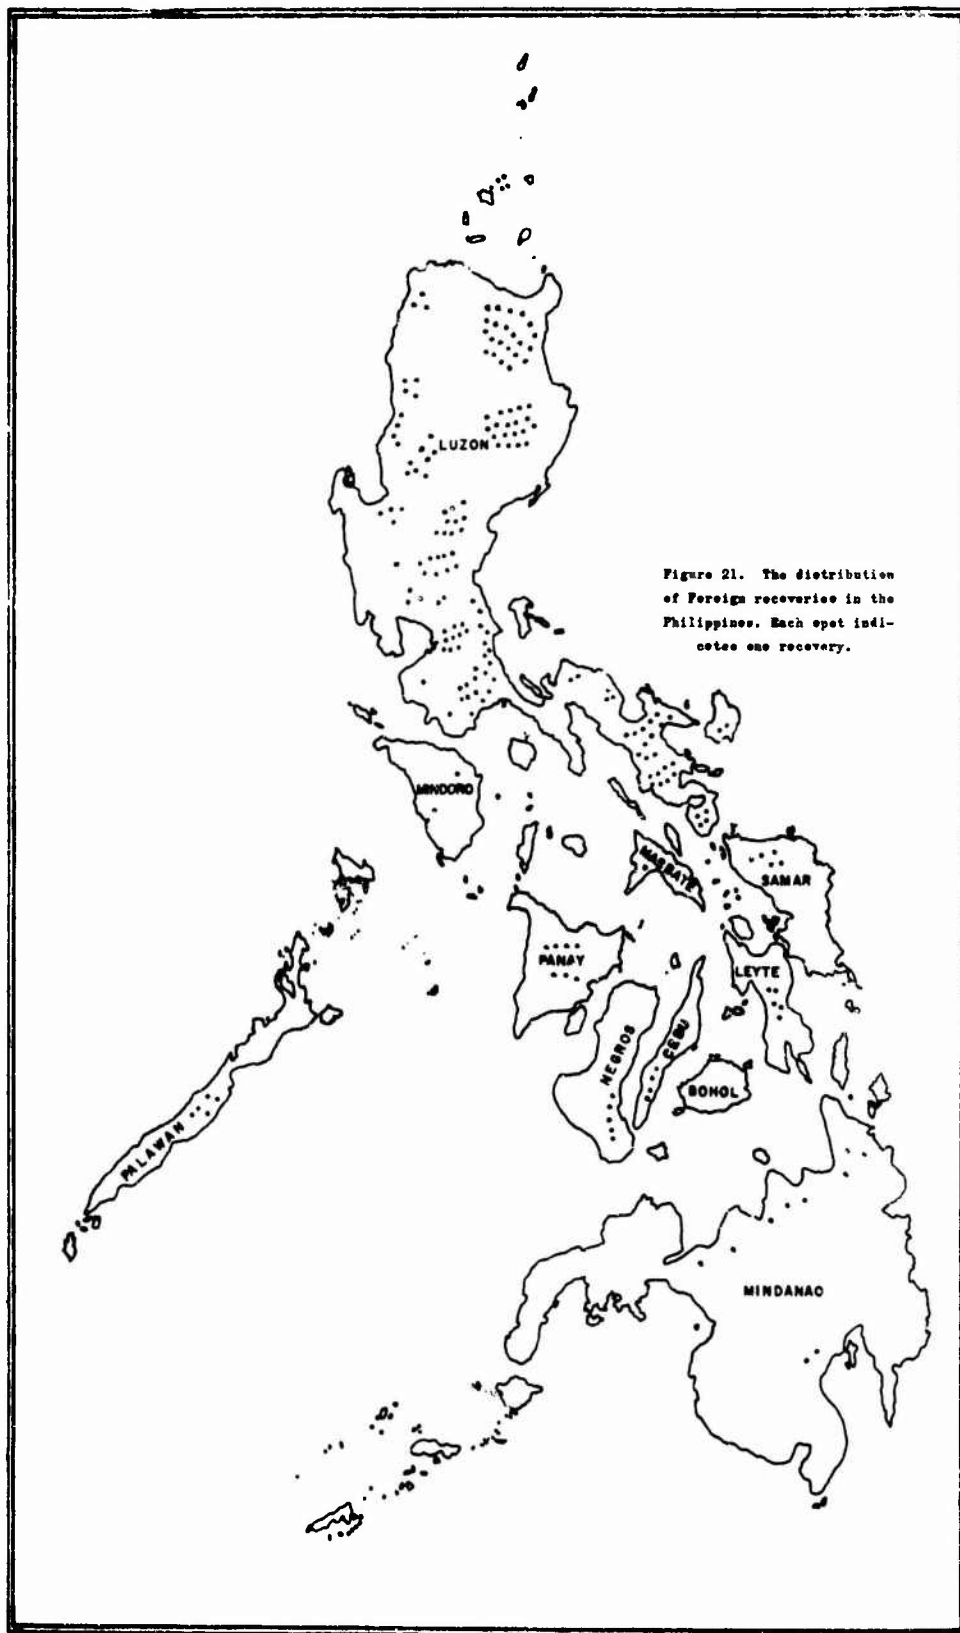 LUZON
Figure 21. The distribution
of Foreign recoveries in the
Philippines. Each spot indi-
cates one recovery.
MINDORO
MASBATE
SAMAR
PANAY
LEYTE
NEGROS
CEBU
BOHOL
PALAWAN
MINDANAO